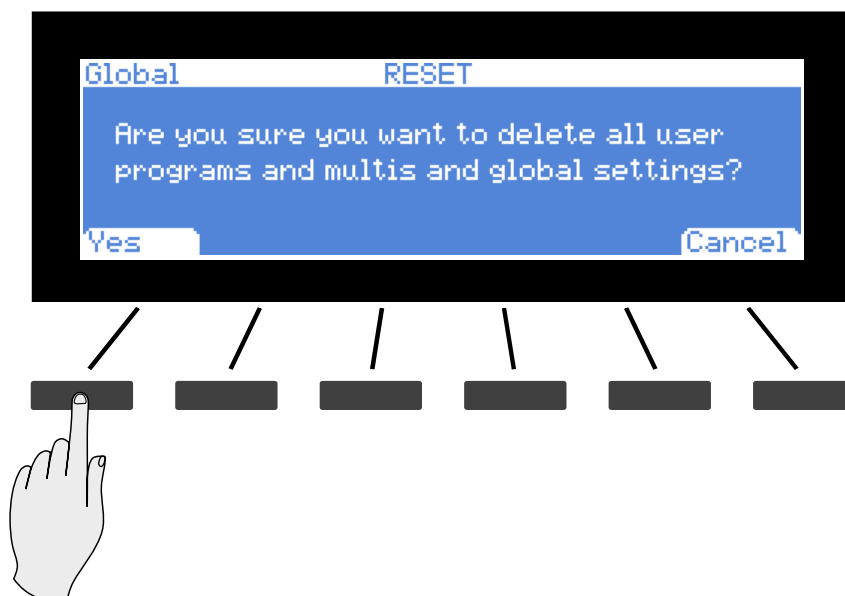 Global RESET
Are you sure you want to delete all user
programs and multis and global settings?
Yes Cancel